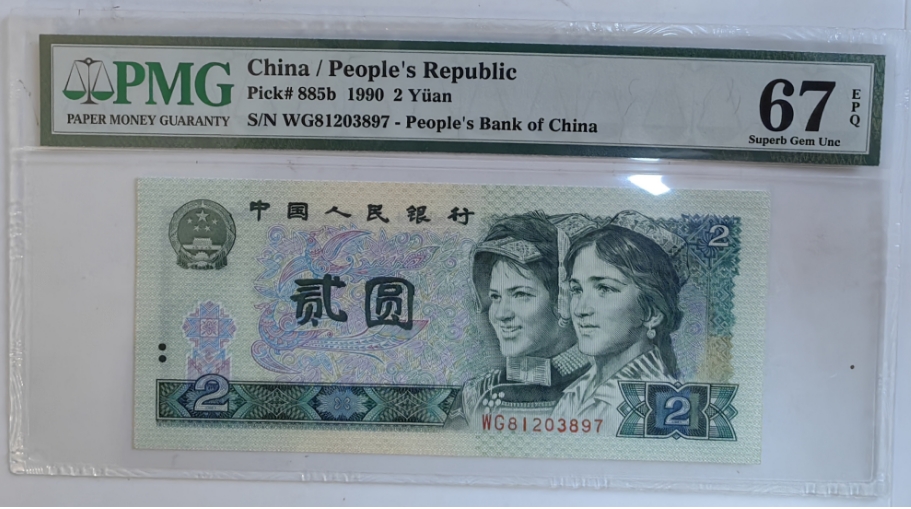 PMG
PAPER MONEY GUARANTY
China / People's Republic
Pick# 885b 1990 2 Yüan
S/N WG81203897 - People's Bank of China
67
EPQ
Superb Gem Unc
中国人民银行
2
贰圆
2
WG81203897
2